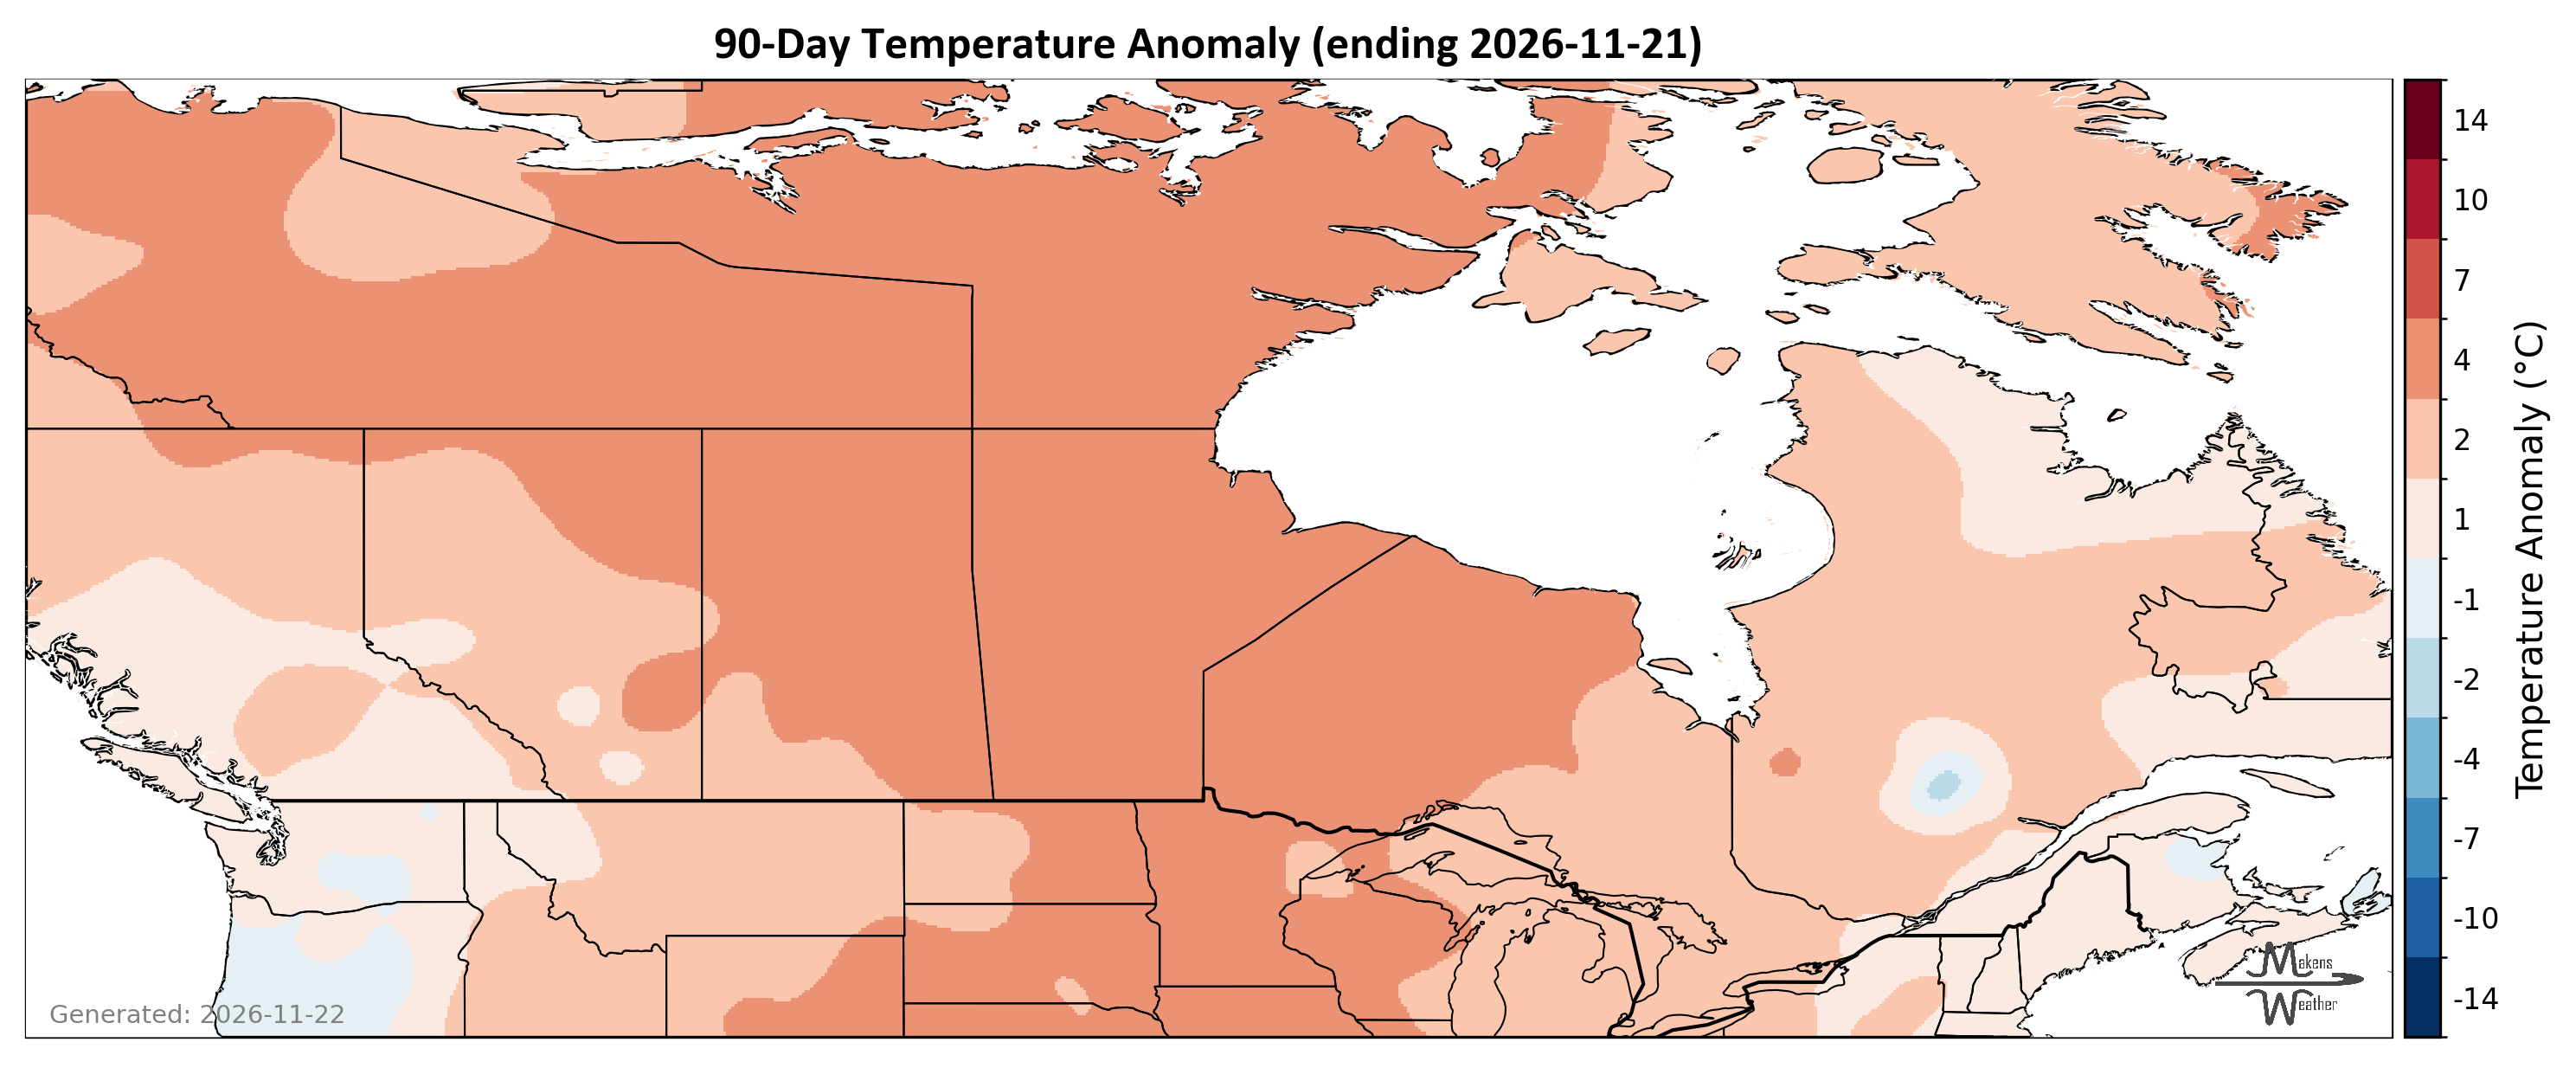 90-Day Temperature Anomaly (ending 2026-11-21)
14
10
7
4
2
1
-1
-2
-4
-7
-10
-14
Temperature Anomaly (°C)
Generated: 2026-11-22
Makens
Weather